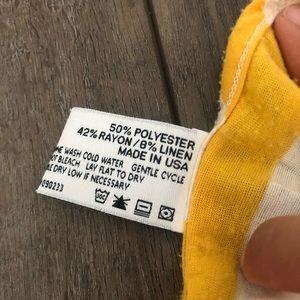 50% POLYESTER
42% RAYON/8% LINEN
MADE IN USA
WASH COLD WATER GENTLE CYCLE
BLEACH LAY FLAT TO DRY
DRY LOW IF NECESSARY
090233